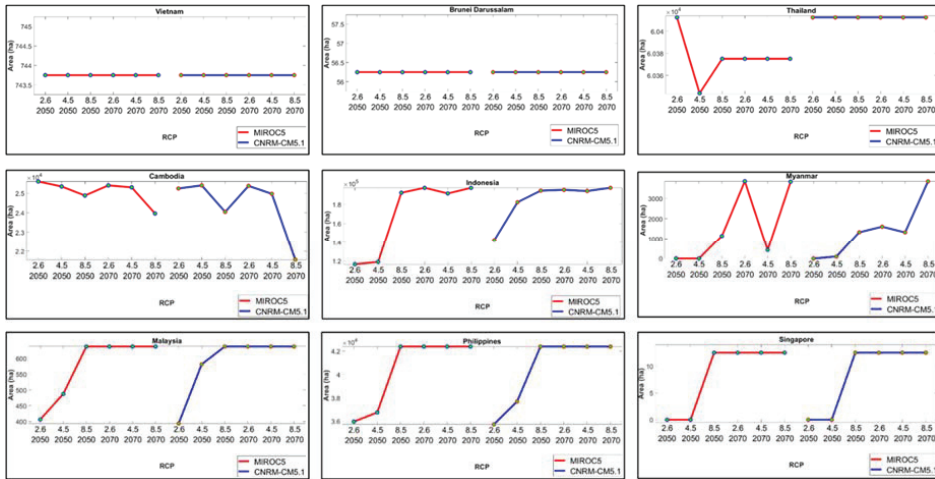 Vietnam
745
744.5
744
743.5
Area (ha)
2.6 4.5 8.5 2.6 4.5 8.5 2.6 4.5 8.5 2.6 4.5 8.5
2050 2050 2050 2070 2070 2070 2050 2050 2050 2070 2070 2070
RCP
MIROC5
CNRM-CM5.1
Brunei Darussalam
57.5
57
56.5
56
Area (ha)
2.6 4.5 8.5 2.6 4.5 8.5 2.6 4.5 8.5 2.6 4.5 8.5
2050 2050 2050 2070 2070 2070 2050 2050 2050 2070 2070 2070
RCP
MIROC5
CNRM-CM5.1
Thailand
×10⁴
6.04
6.038
6.036
Area (ha)
2.6 4.5 8.5 2.6 4.5 8.5 2.6 4.5 8.5 2.6 4.5 8.5
2050 2050 2050 2070 2070 2070 2050 2050 2050 2070 2070 2070
RCP
MIROC5
CNRM-CM5.1
Cambodia
×10⁴
2.5
2.4
2.2
Area (ha)
2.6 4.5 8.5 2.6 4.5 8.5 2.6 4.5 8.5 2.6 4.5 8.5
2050 2050 2050 2070 2070 2070 2050 2050 2050 2070 2070 2070
RCP
MIROC5
CNRM-CM5.1
Indonesia
×10⁵
1.8
1.4
1.2
Area (ha)
2.6 4.5 8.5 2.6 4.5 8.5 2.6 4.5 8.5 2.6 4.5 8.5
2050 2050 2050 2070 2070 2070 2050 2050 2050 2070 2070 2070
RCP
MIROC5
CNRM-CM5.1
Myanmar
3000
1000
0
Area (ha)
2.6 4.5 8.5 2.6 4.5 8.5 2.6 4.5 8.5 2.6 4.5 8.5
2050 2050 2050 2070 2070 2070 2050 2050 2050 2070 2070 2070
RCP
MIROC5
CNRM-CM5.1
Malaysia
600
550
500
450
400
Area (ha)
2.6 4.5 8.5 2.6 4.5 8.5 2.6 4.5 8.5 2.6 4.5 8.5
2050 2050 2050 2070 2070 2070 2050 2050 2050 2070 2070 2070
RCP
MIROC5
CNRM-CM5.1
Philippines
×10⁴
4.2
4
3.8
3.6
Area (ha)
2.6 4.5 8.5 2.6 4.5 8.5 2.6 4.5 8.5 2.6 4.5 8.5
2050 2050 2050 2070 2070 2070 2050 2050 2050 2070 2070 2070
RCP
MIROC5
CNRM-CM5.1
Singapore
10
5
0
Area (ha)
2.6 4.5 8.5 2.6 4.5 8.5 2.6 4.5 8.5 2.6 4.5 8.5
2050 2050 2050 2070 2070 2070 2050 2050 2050 2070 2070 2070
RCP
MIROC5
CNRM-CM5.1